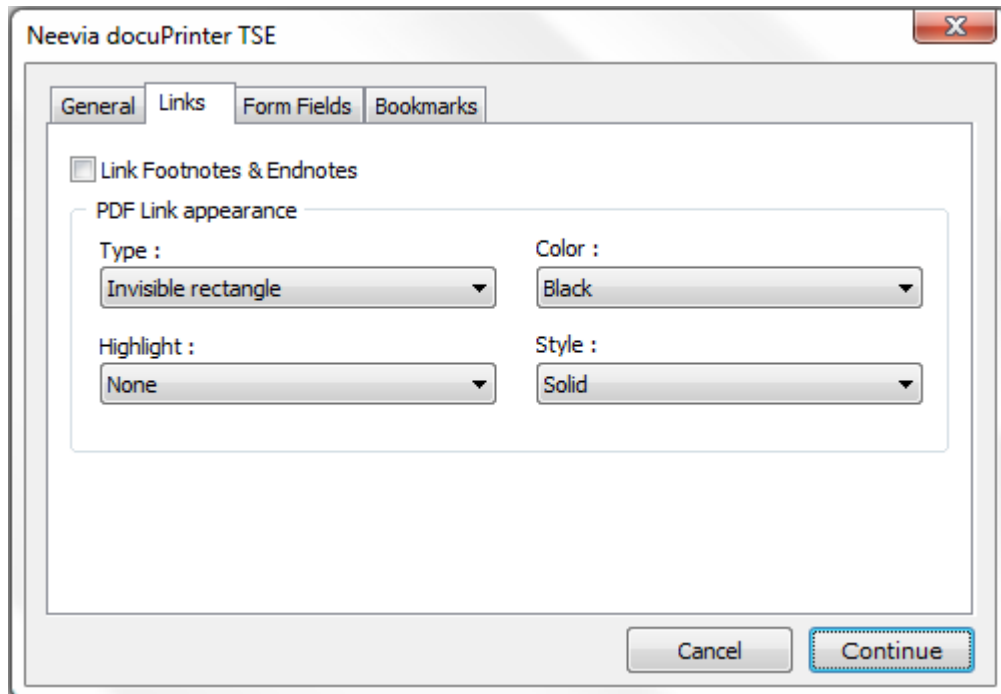 Neevia docuPrinter TSE
General Links Form Fields Bookmarks
Link Footnotes & Endnotes
PDF Link appearance
Type : Color :
Invisible rectangle Black
Highlight : Style :
None Solid
Cancel Continue